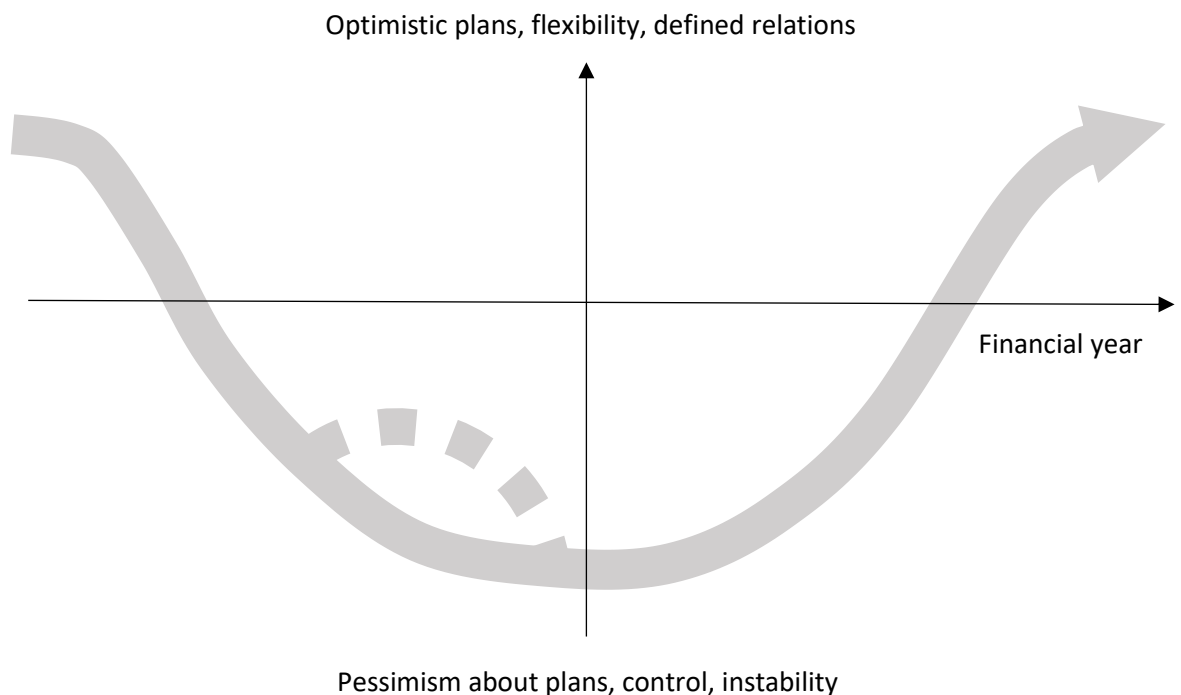 Optimistic plans, flexibility, defined relations
Financial year
Pessimism about plans, control, instability